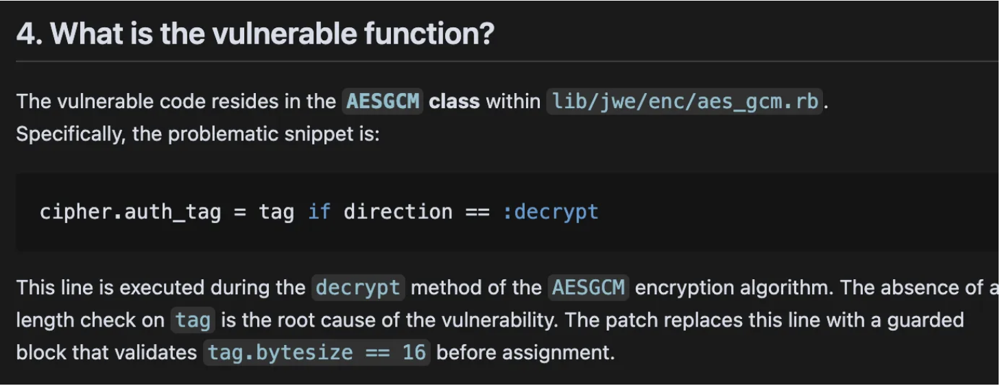 4. What is the vulnerable function?
The vulnerable code resides in the AESGCM class within lib/jwe/enc/aes_gcm.rb.
Specifically, the problematic snippet is:
cipher.auth_tag = tag if direction == :decrypt
This line is executed during the decrypt method of the AESGCM encryption algorithm. The absence of a
length check on tag is the root cause of the vulnerability. The patch replaces this line with a guarded
block that validates tag.bytesize == 16 before assignment.